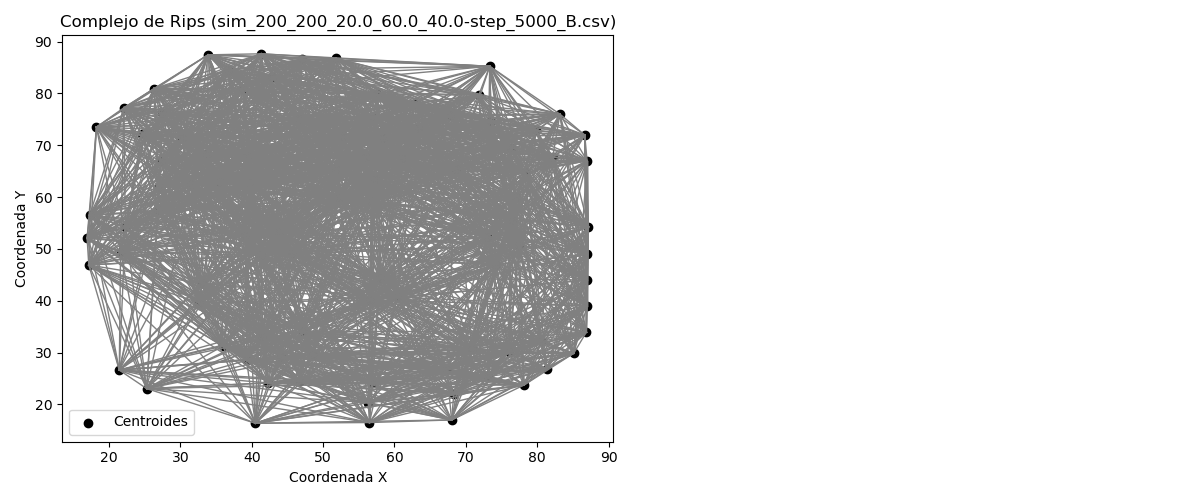 Complejo de Rips (sim_200_200_20.0_60.0_40.0-step_5000_B.csv)
90
80
70
60
50
40
30
20
Coordenada Y
Centroides
20 30 40 50 60 70 80 90
Coordenada X